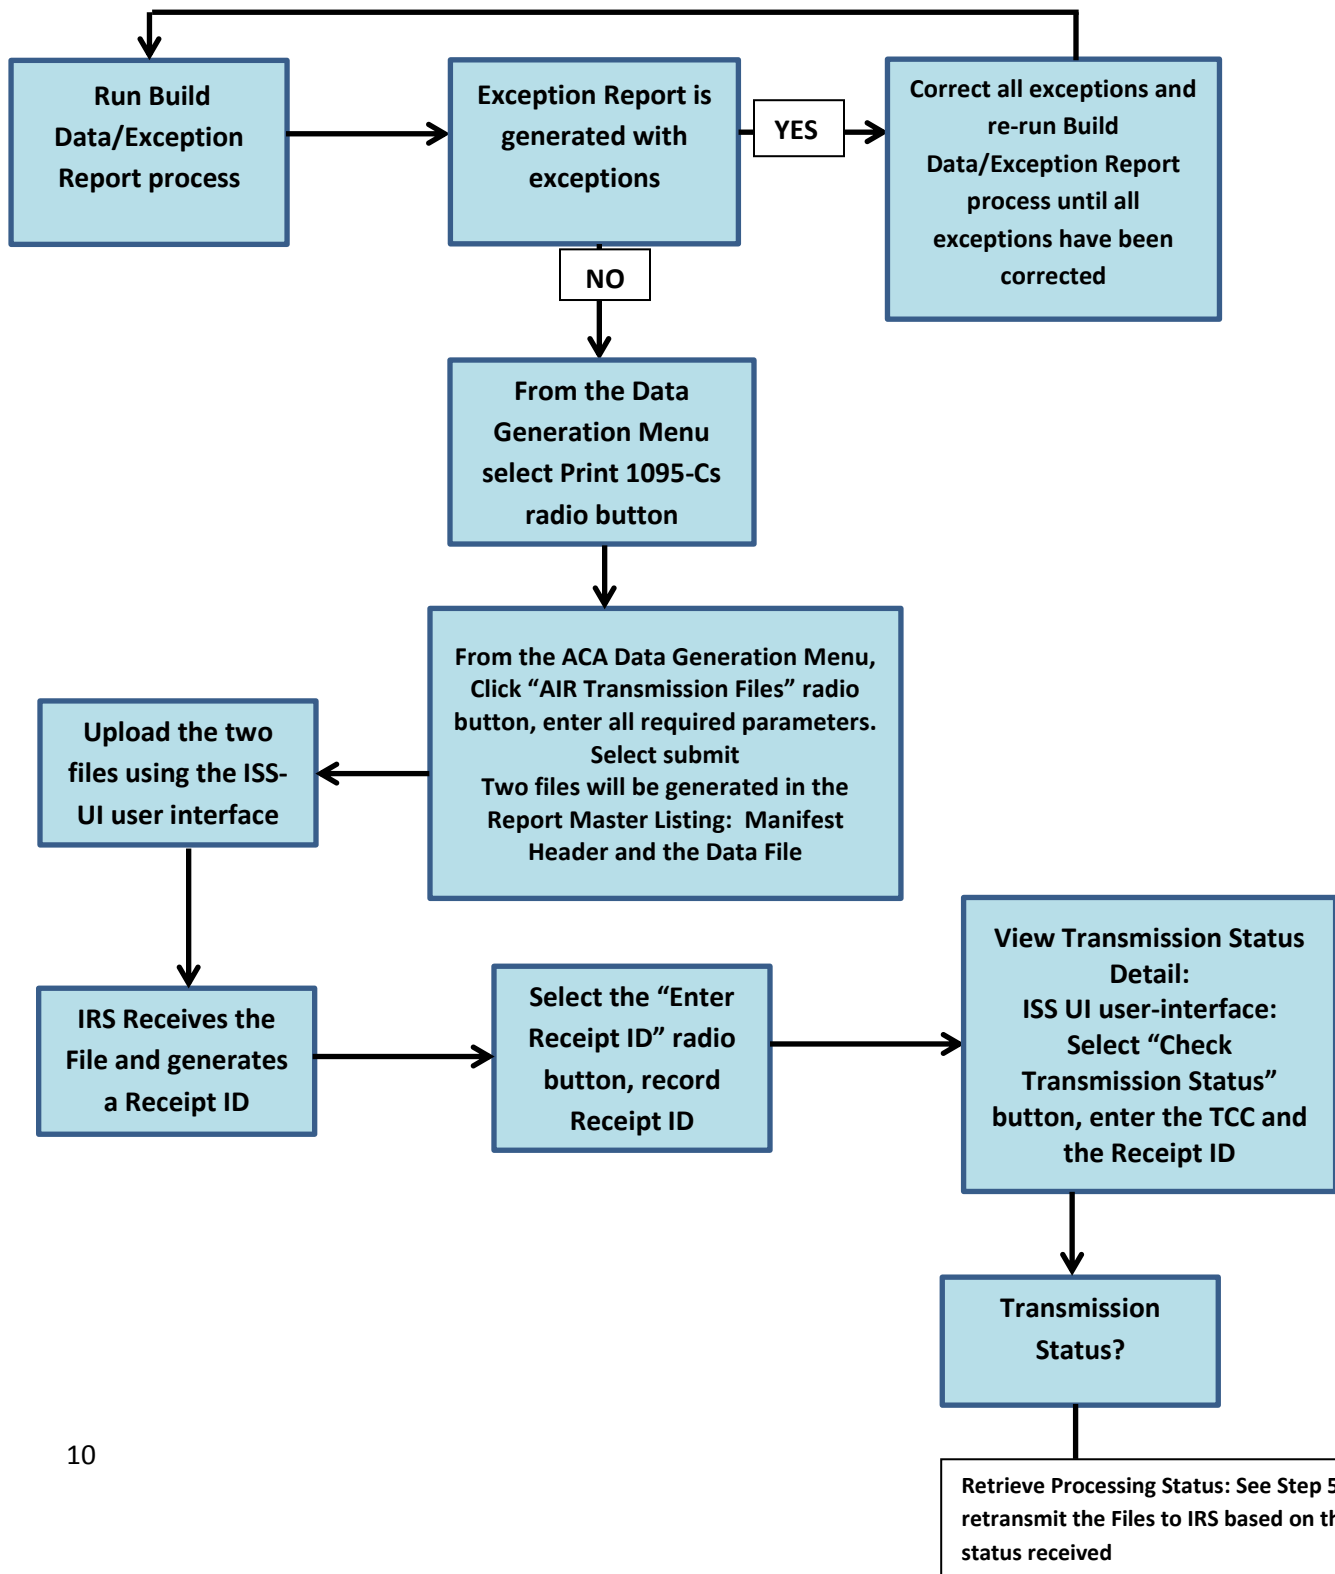 Run Build
Data/Exception
Report process
Exception Report is
generated with
exceptions
YES
Correct all exceptions and
re-run Build
Data/Exception Report
process until all
exceptions have been
corrected
NO
From the Data
Generation Menu
select Print 1095-Cs
radio button
From the ACA Data Generation Menu,
Click “AIR Transmission Files” radio
button, enter all required parameters.
Select submit
Two files will be generated in the
Report Master Listing:  Manifest
Header and the Data File
Upload the two
files using the ISS-
UI user interface
IRS Receives the
File and generates
a Receipt ID
Select the “Enter
Receipt ID” radio
button, record
Receipt ID
View Transmission Status
Detail:
ISS UI user-interface:
Select “Check
Transmission Status”
button, enter the TCC and
the Receipt ID
Transmission
Status?
Retrieve Processing Status: See Step 5
retransmit the Files to IRS based on
status received
10